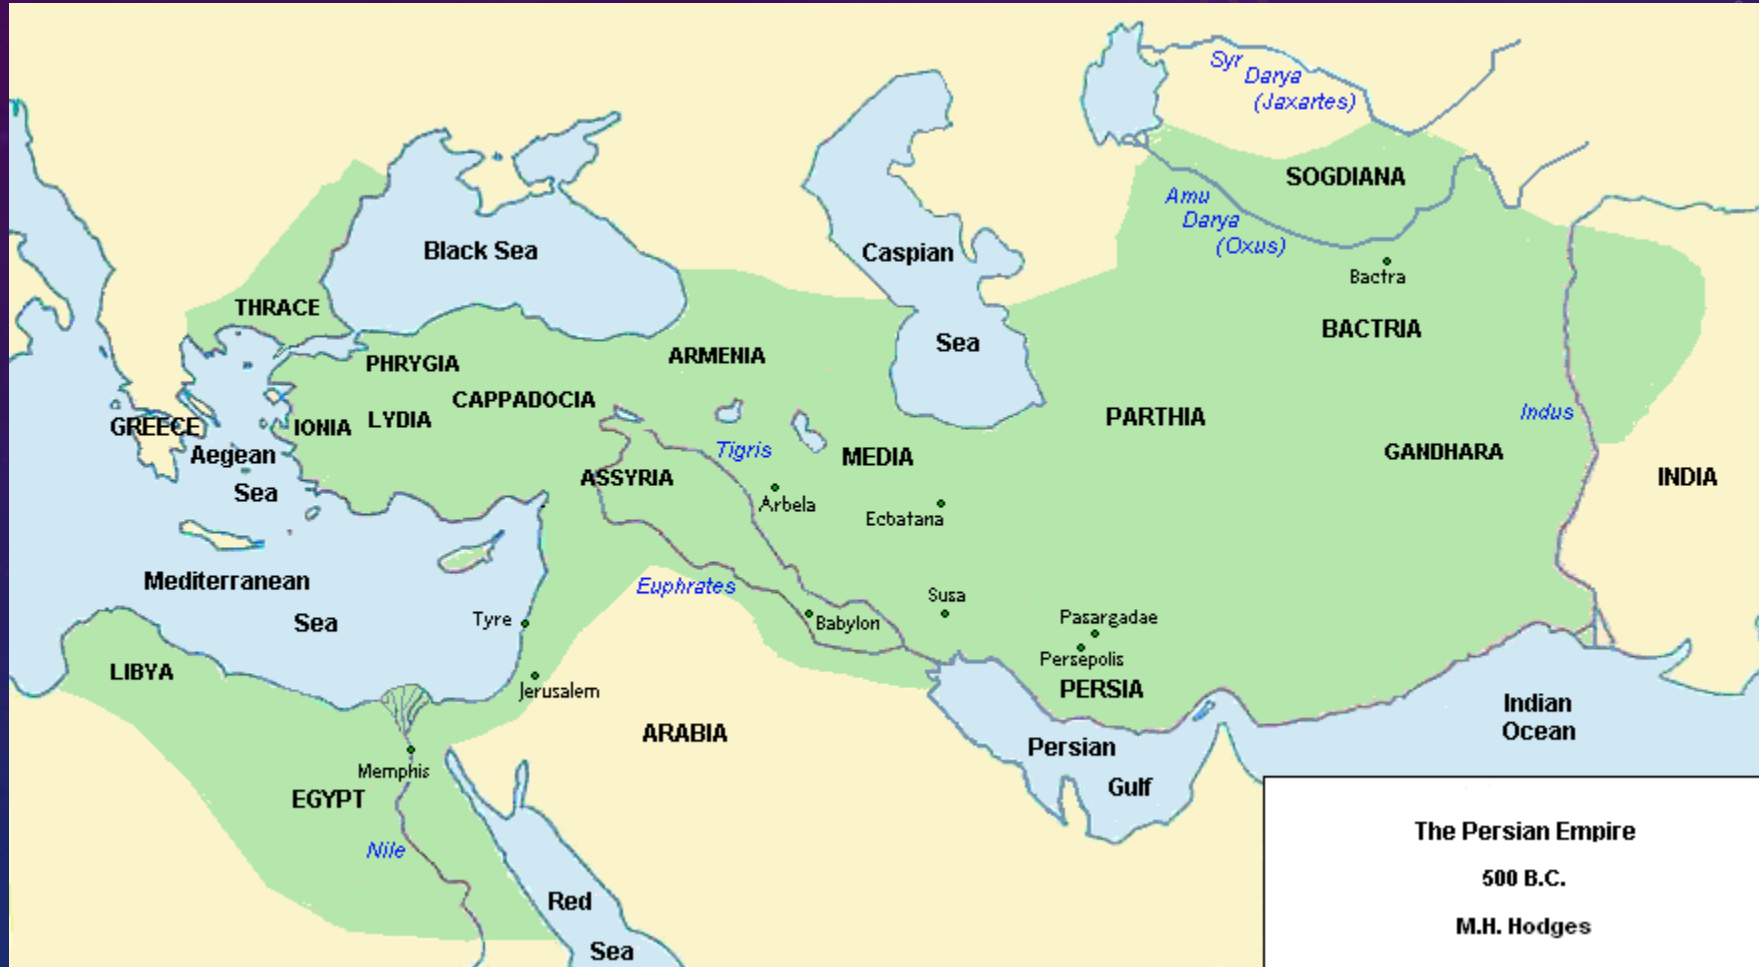 Syr
Darya
(Jaxartes)
SOGDIANA
Amu
Darya
(Oxus)
Black Sea
Caspian
Sea
Bactra
THRACE
BACTRIA
PHRYGIA
ARMENIA
CAPPADOCIA
PARTHIA
Indus
GREECE
IONIA
LYDIA
Aegean
Sea
Tigris
MEDIA
GANDHARA
ASSYRIA
INDIA
Arbela
Ecbatana
Mediterranean
Sea
Euphrates
Susa
Tyre
Babylon
Pasargadae
Persepolis
LIBYA
Jerusalem
PERSIA
Indian
Ocean
ARABIA
Persian
Gulf
Memphis
EGYPT
Nile
Red
Sea
The Persian Empire
500 B.C.
M.H. Hodges